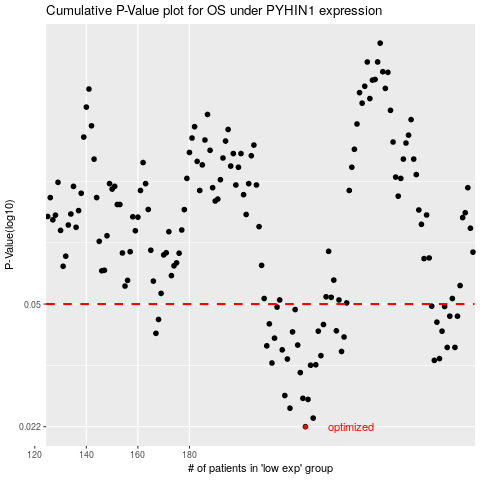 Cumulative P-Value plot for OS under PYHIN1 expression
P-Value(log10)
0.05
0.022
optimized
120 140 160 180
# of patients in 'low exp' group